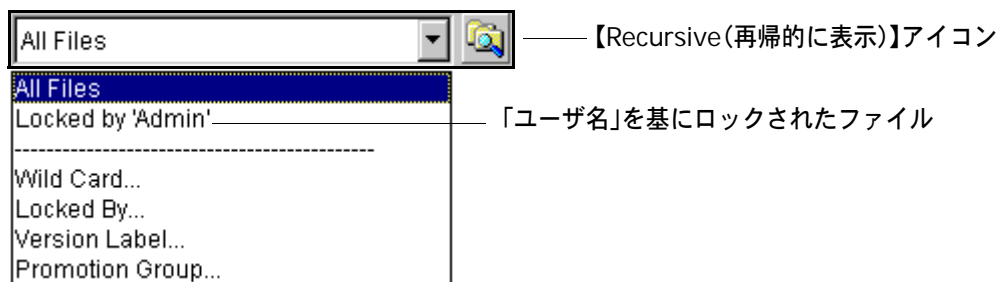 All Files
【Recursive(再帰的に表示)】アイコン
All Files
Locked by 'Admin'
「ユーザ名」を基にロックされたファイル
--------------------------------------------
Wild Card...
Locked By...
Version Label...
Promotion Group...